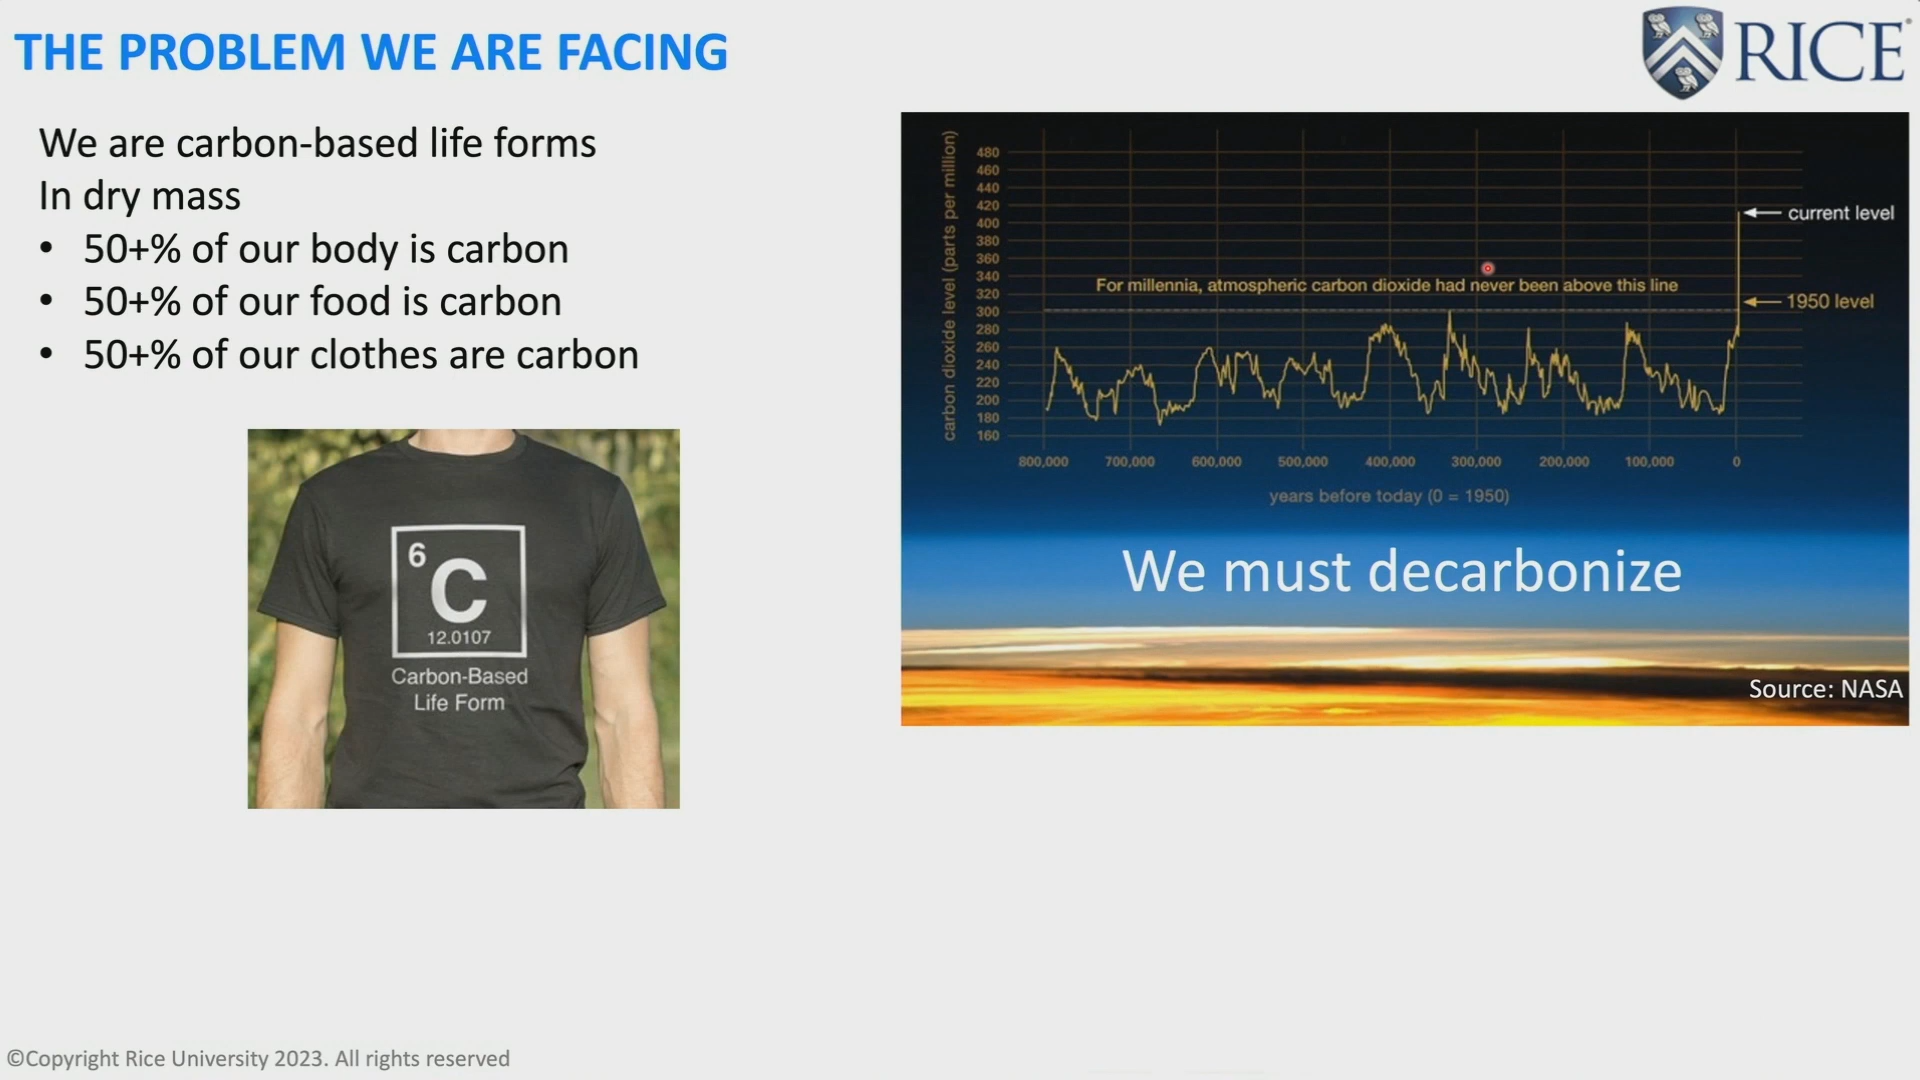 THE PROBLEM WE ARE FACING
RICE
We are carbon-based life forms
In dry mass
• 50+% of our body is carbon
• 50+% of our food is carbon
• 50+% of our clothes are carbon
6
C
12.0107
Carbon-Based
Life Form
carbon dioxide level (parts per million)
480
460
440
420
400
380
360
340
320
300
280
260
240
220
200
180
160
current level
For millennia, atmospheric carbon dioxide had never been above this line
1950 level
800,000 700,000 600,000 500,000 400,000 300,000 200,000 100,000 0
years before today (0 = 1950)
We must decarbonize
Source: NASA
©Copyright Rice University 2023. All rights reserved